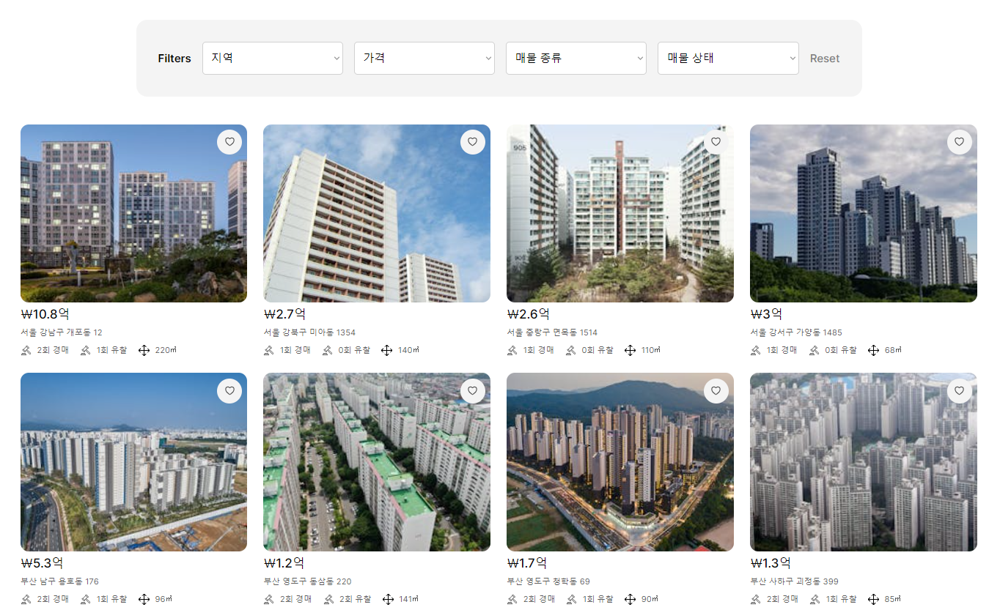 Filters 지역 가격 매물 종류 매물 상태 Reset
905
₩10.8억 ₩2.7억 ₩2.6억 ₩3억
서울 강남구 개포동 12 서울 강북구 미아동 1354 서울 중랑구 면목동 1514 서울 강서구 가양동 1485
2회 경매 1회 유찰 220㎡ 1회 경매 0회 유찰 140㎡ 1회 경매 0회 유찰 110㎡ 1회 경매 0회 유찰 68㎡
₩5.3억 ₩1.2억 ₩1.7억 ₩1.3억
부산 남구 용호동 176 부산 영도구 동삼동 220 부산 영도구 청학동 69 부산 사하구 괴정동 399
2회 경매 1회 유찰 96㎡ 2회 경매 2회 유찰 141㎡ 2회 경매 1회 유찰 90㎡ 2회 경매 1회 유찰 85㎡